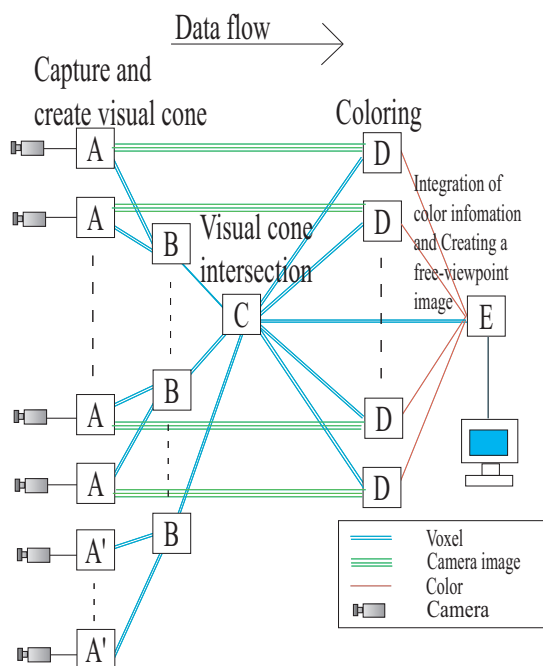 Data flow
Capture and
create visual cone
Coloring
A
D
A
D
Integration of
color infomation
and Creating a
free-viewpoint
image
B
Visual cone
intersection
C
E
B
A
D
A
D
B
A'
A'
Voxel
Camera image
Color
Camera